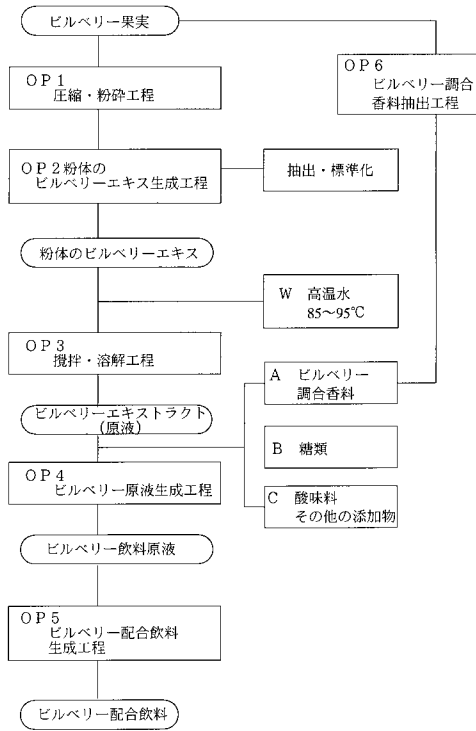 ビルベリー果実
OP1
圧縮・粉砕工程
OP6
ビルベリー調合
香料抽出工程
OP2粉体の
ビルベリーエキス生成工程
抽出・標準化
粉体のビルベリーエキス
W 高温水
85～95℃
OP3
攪拌・溶解工程
A ビルベリー
調合香料
ビルベリーエキストラクト
(原液)
B 糖類
OP4
ビルベリー原液生成工程
C 酸味料
その他の添加物
ビルベリー飲料原液
OP5
ビルベリー配合飲料
生成工程
ビルベリー配合飲料